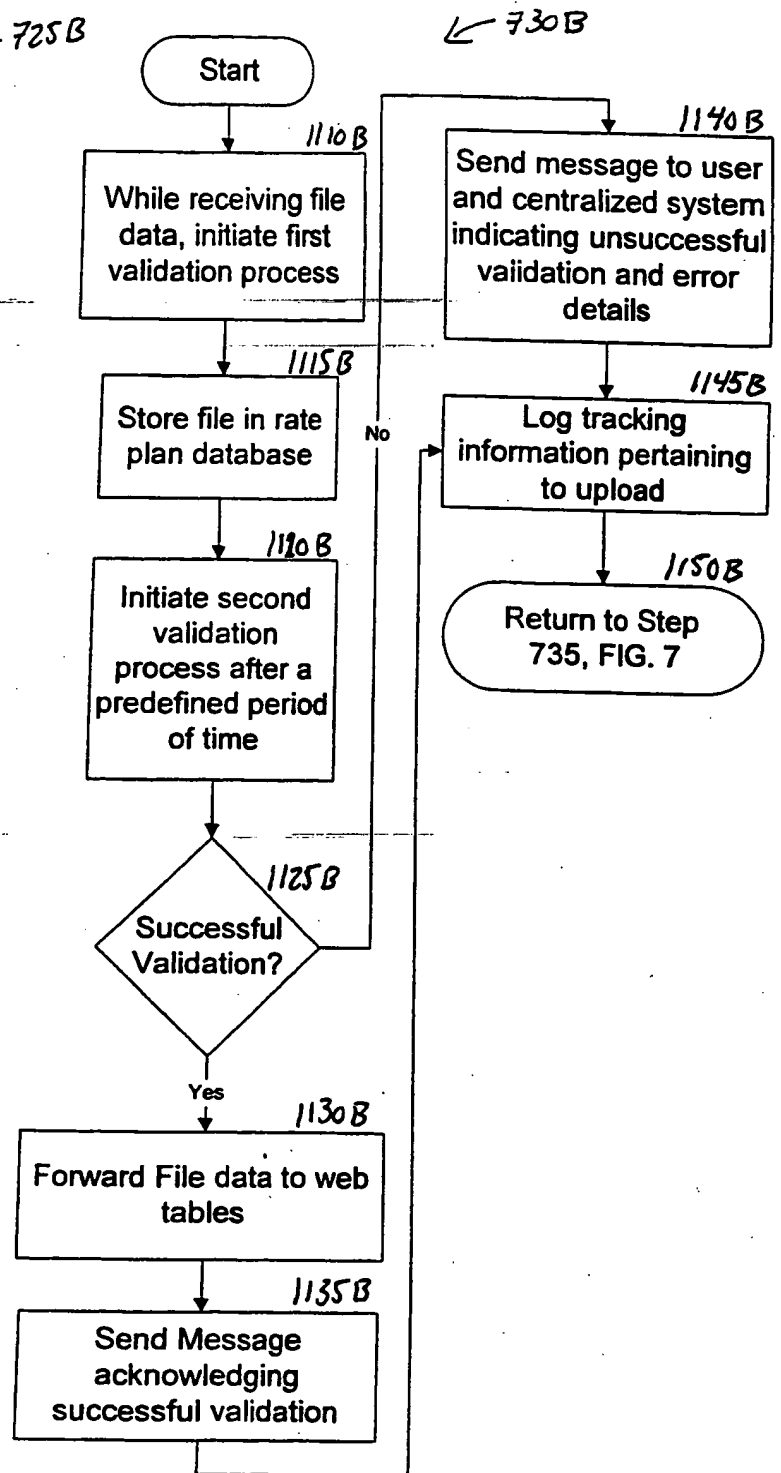 725B
730B
Start
1110B
While receiving file
data, initiate first
validation process
1115B
Store file in rate
plan database
1120B
Initiate second
validation
process after a
predefined period
of time
1125B
Successful
Validation?
No
Yes
1130B
Forward File data to web
tables
1135B
Send Message
acknowledging
successful validation
1140B
Send message to user
and centralized system
indicating unsuccessful
validation and error
details
1145B
Log tracking
information pertaining
to upload
1150B
Return to Step
735, FIG. 7